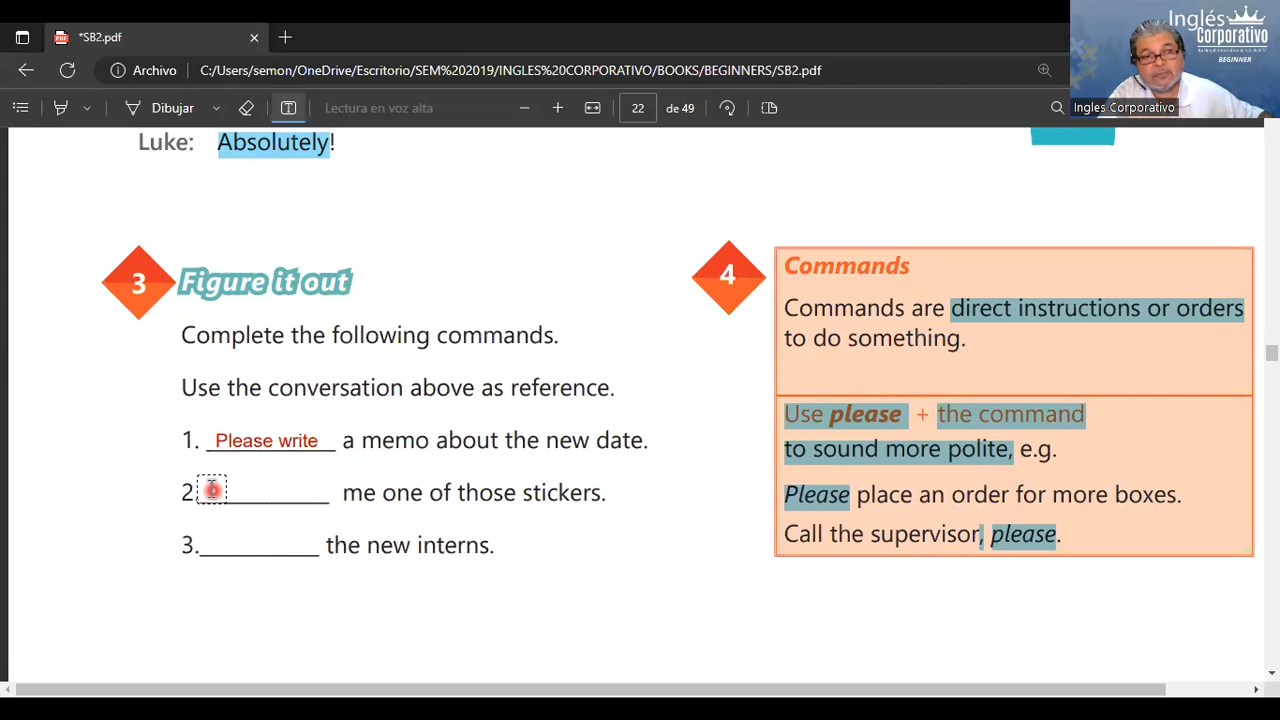 *SB2.pdf
Archivo
C:/Users/semon/OneDrive/Escritorio/SEM%202019/INGLES%20CORPORATIVO/BOOKS/BEGINNERS/SB2.pdf
Dibujar
Lectura en voz alta
22
de 49
Inglés
Corporativo
BEGINNER
Ingles Corporativo
Luke: Absolutely!
3 Figure it out
Complete the following commands.
Use the conversation above as reference.
1. Please write a memo about the new date.
2. ____________ me one of those stickers.
3.____________ the new interns.
4 Commands
Commands are direct instructions or orders
to do something.
Use please + the command
to sound more polite, e.g.
Please place an order for more boxes.
Call the supervisor, please.